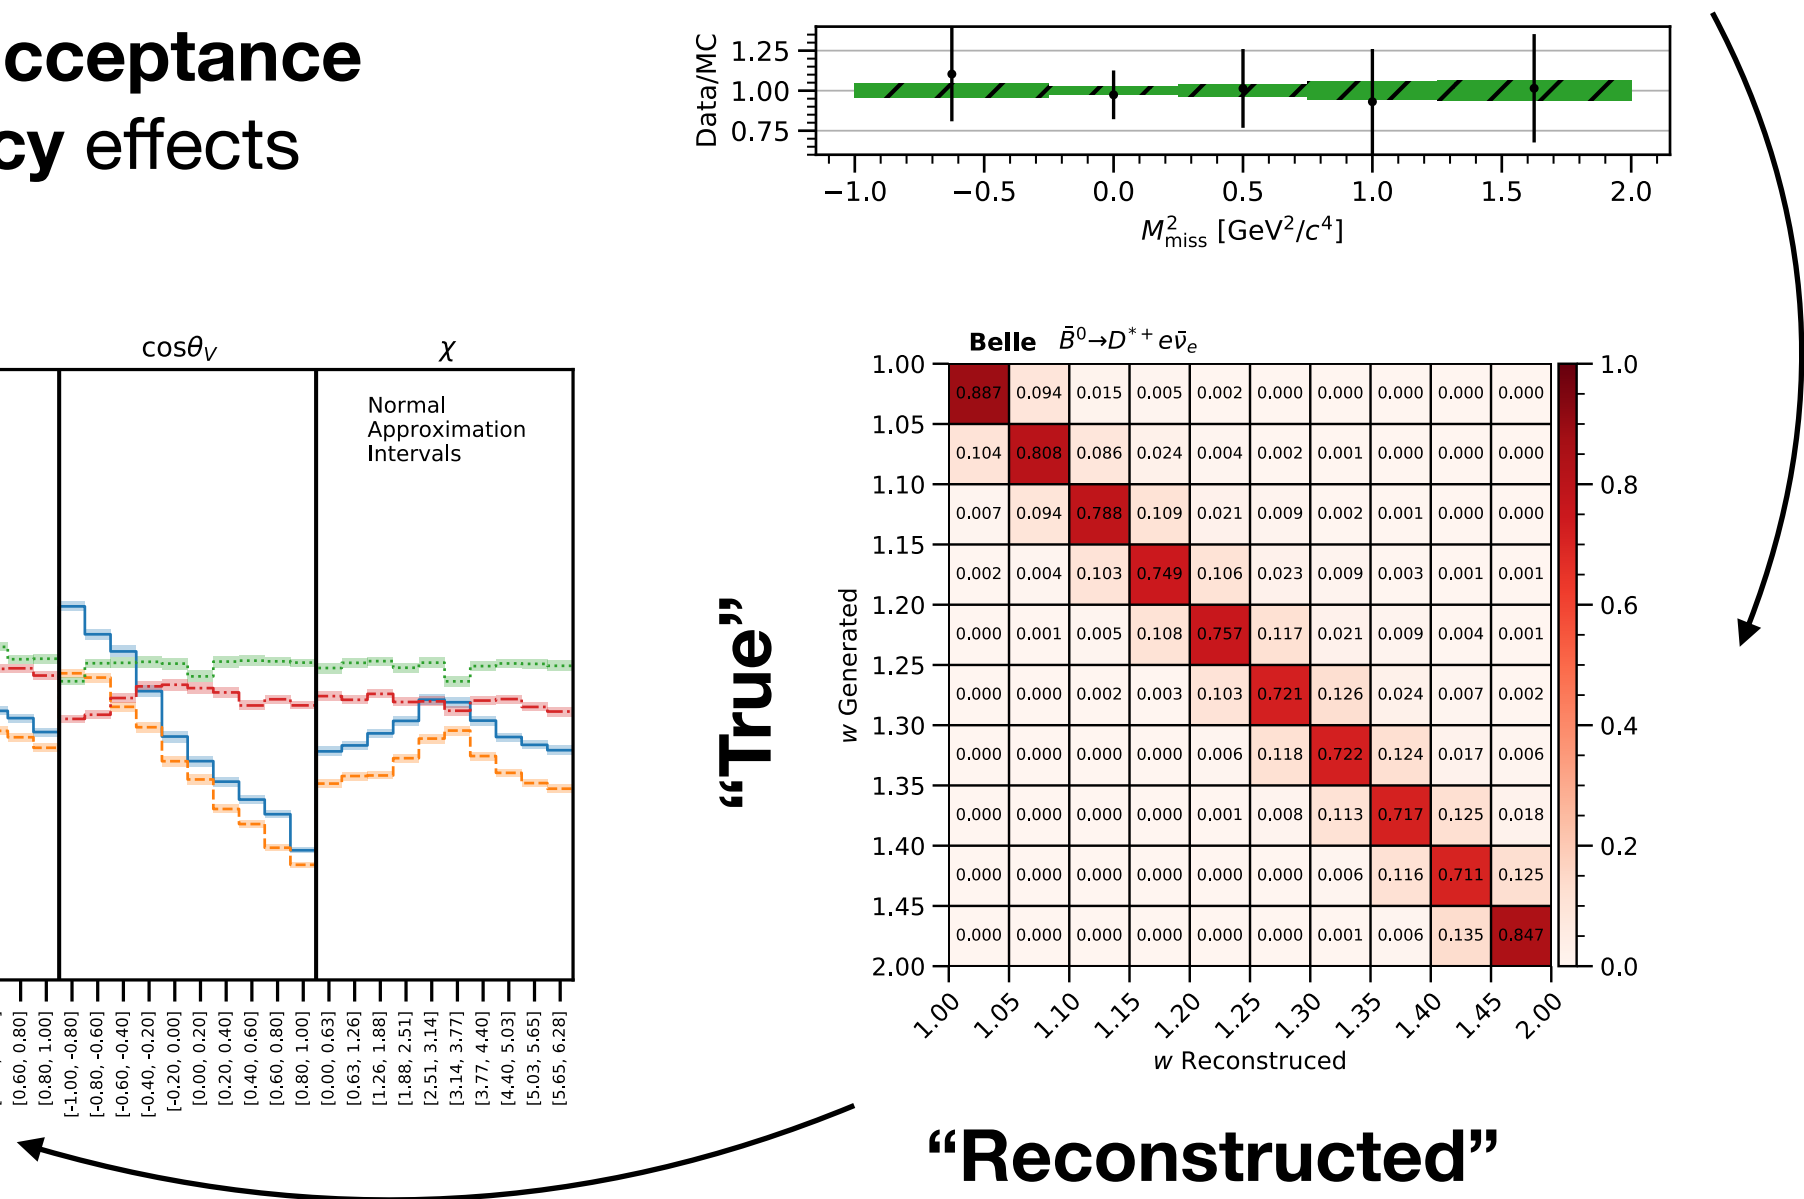 cceptance
cy effects
Data/MC
1.25
1.00
0.75
−1.0 −0.5 0.0 0.5 1.0 1.5 2.0
M²miss [GeV²/c⁴]
cosθV χ
Normal
Approximation
Intervals
[0.60, 0.80]
[0.80, 1.00]
[-1.00, -0.80]
[-0.80, -0.60]
[-0.60, -0.40]
[-0.40, -0.20]
[-0.20, 0.00]
[0.00, 0.20]
[0.20, 0.40]
[0.40, 0.60]
[0.60, 0.80]
[0.80, 1.00]
[0.00, 0.63]
[0.63, 1.26]
[1.26, 1.88]
[1.88, 2.51]
[2.51, 3.14]
[3.14, 3.77]
[3.77, 4.40]
[4.40, 5.03]
[5.03, 5.65]
[5.65, 6.28]
“True”
Belle B̄⁰→D*⁺eν̄e
w Generated
1.00
1.05
1.10
1.15
1.20
1.25
1.30
1.35
1.40
1.45
2.00
0.887 0.094 0.015 0.005 0.002 0.000 0.000 0.000 0.000 0.000
0.104 0.808 0.086 0.024 0.004 0.002 0.001 0.000 0.000 0.000
0.007 0.094 0.788 0.109 0.021 0.009 0.002 0.001 0.000 0.000
0.002 0.004 0.103 0.749 0.106 0.023 0.009 0.003 0.001 0.001
0.000 0.001 0.005 0.108 0.757 0.117 0.021 0.009 0.004 0.001
0.000 0.000 0.002 0.003 0.103 0.721 0.126 0.024 0.007 0.002
0.000 0.000 0.000 0.000 0.006 0.118 0.722 0.124 0.017 0.006
0.000 0.000 0.000 0.000 0.001 0.008 0.113 0.717 0.125 0.018
0.000 0.000 0.000 0.000 0.000 0.000 0.006 0.116 0.711 0.125
0.000 0.000 0.000 0.000 0.000 0.000 0.001 0.006 0.135 0.847
1.0
0.8
0.6
0.4
0.2
0.0
1.00 1.05 1.10 1.15 1.20 1.25 1.30 1.35 1.40 1.45 2.00
w Reconstruced
“Reconstructed”